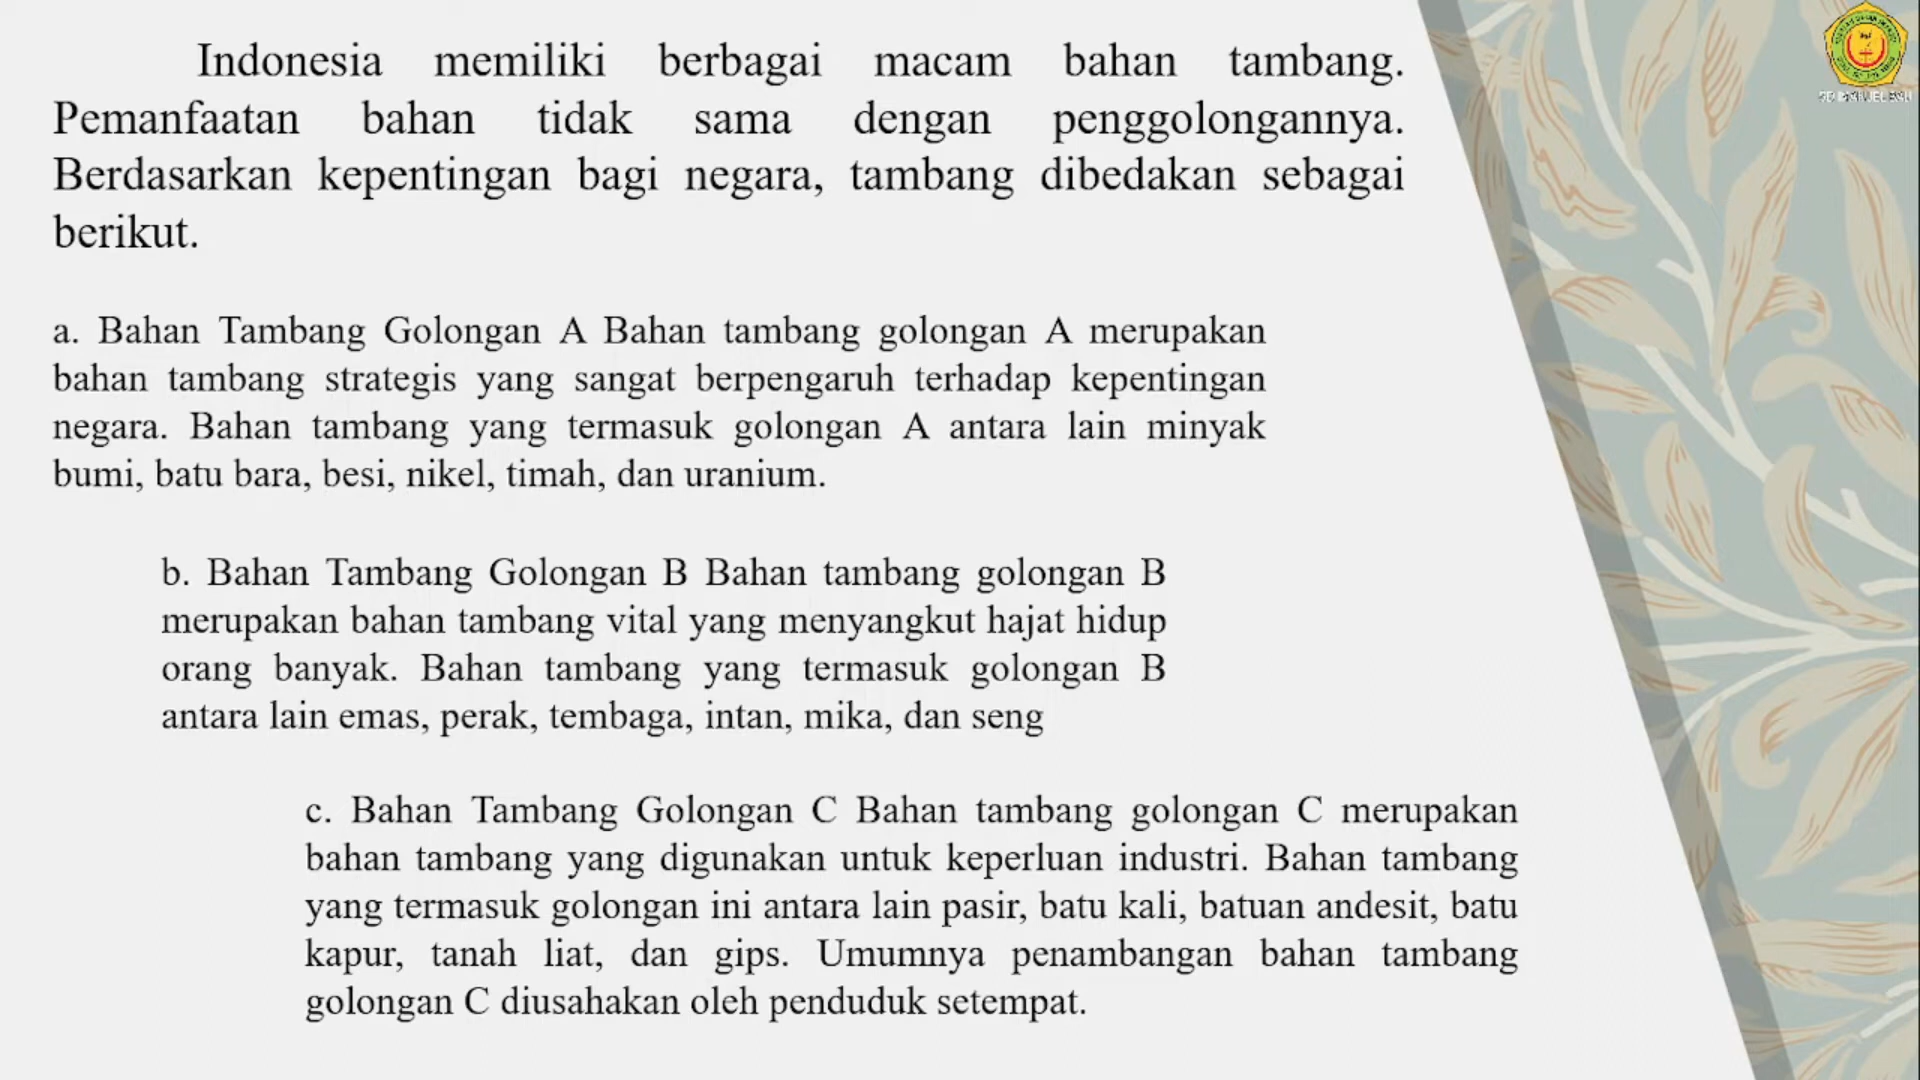 Indonesia memiliki berbagai macam bahan tambang.
Pemanfaatan bahan tidak sama dengan penggolongannya.
Berdasarkan kepentingan bagi negara, tambang dibedakan sebagai
berikut.
a. Bahan Tambang Golongan A Bahan tambang golongan A merupakan
bahan tambang strategis yang sangat berpengaruh terhadap kepentingan
negara. Bahan tambang yang termasuk golongan A antara lain minyak
bumi, batu bara, besi, nikel, timah, dan uranium.
b. Bahan Tambang Golongan B Bahan tambang golongan B
merupakan bahan tambang vital yang menyangkut hajat hidup
orang banyak. Bahan tambang yang termasuk golongan B
antara lain emas, perak, tembaga, intan, mika, dan seng
c. Bahan Tambang Golongan C Bahan tambang golongan C merupakan
bahan tambang yang digunakan untuk keperluan industri. Bahan tambang
yang termasuk golongan ini antara lain pasir, batu kali, batuan andesit, batu
kapur, tanah liat, dan gips. Umumnya penambangan bahan tambang
golongan C diusahakan oleh penduduk setempat.